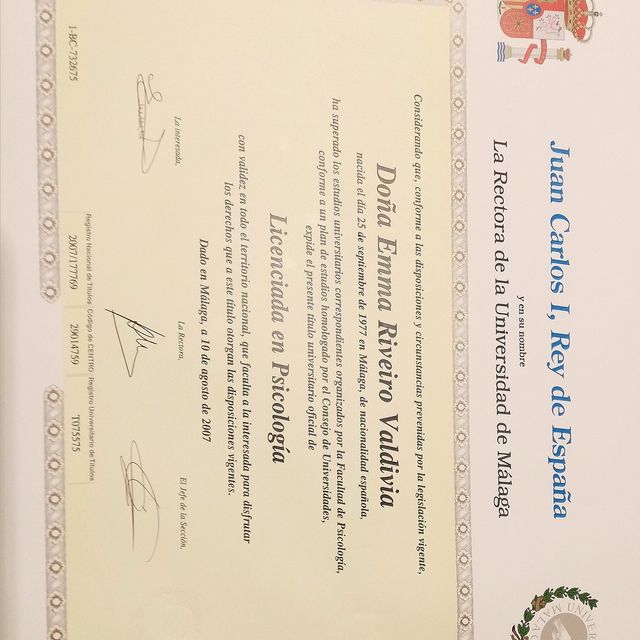 Juan Carlos I, Rey de España
y en su nombre
La Rectora de la Universidad de Málaga
Considerando que, conforme a las disposiciones y circunstancias prevenidas por la legislación vigente,
Doña Emma Riveiro Valdivia
nacida el día 25 de septiembre de 1977 en Málaga, de nacionalidad española,
ha superado los estudios universitarios correspondientes organizados por la Facultad de Psicología,
conforme a un plan de estudios homologado por el Consejo de Universidades,
expide el presente título universitario oficial de
Licenciada en Psicología
con validez en todo el territorio nacional, que faculta a la interesada para disfrutar
los derechos que a este título otorgan las disposiciones vigentes.
Dado en Málaga, a 10 de agosto de 2007
La interesada,
La Rectora,
El Jefe de la Sección,
Registro Nacional de Títulos Código de CENTRO Registro Universitario de Títulos
1-BC-732675
2007/177769
29014759
T075575
UNIVER
MALA